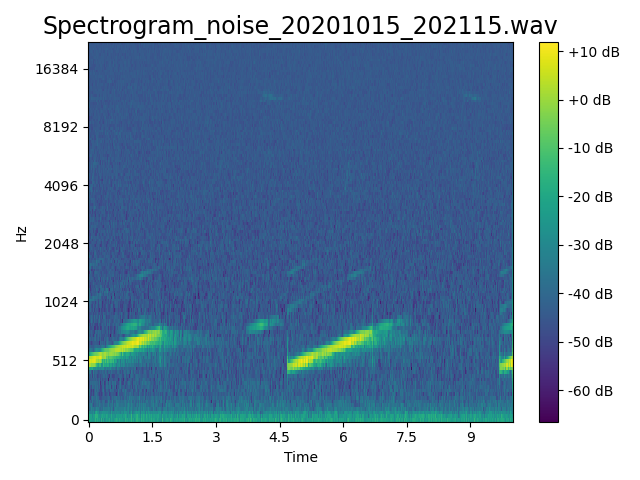 Spectrogram_noise_20201015_202115.wav
16384
8192
4096
2048
1024
512
0
Hz
0 1.5 3 4.5 6 7.5 9
Time
+10 dB
+0 dB
-10 dB
-20 dB
-30 dB
-40 dB
-50 dB
-60 dB